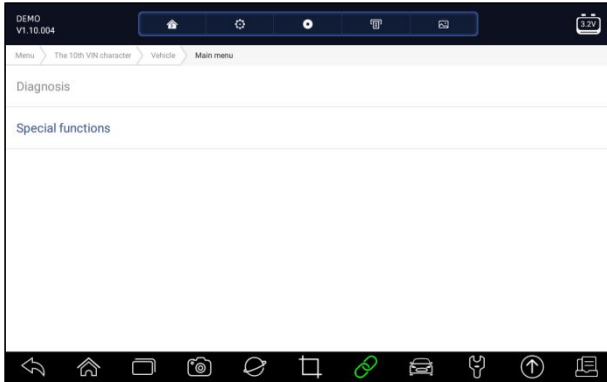 DEMO
V1.10.004
3.2V
Menu The 10th VIN character Vehicle Main menu
Diagnosis
Special functions